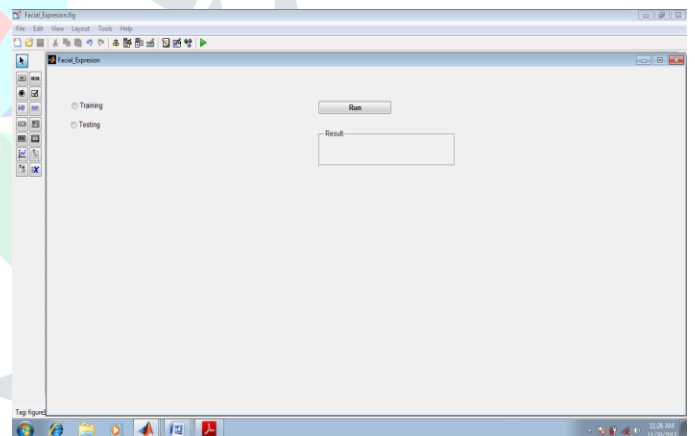 Facial_Expresion.fig
File Edit View Layout Tools Help
Facial_Expresion
Training
Testing
Run
Result
Tag: figure1
11:26 AM